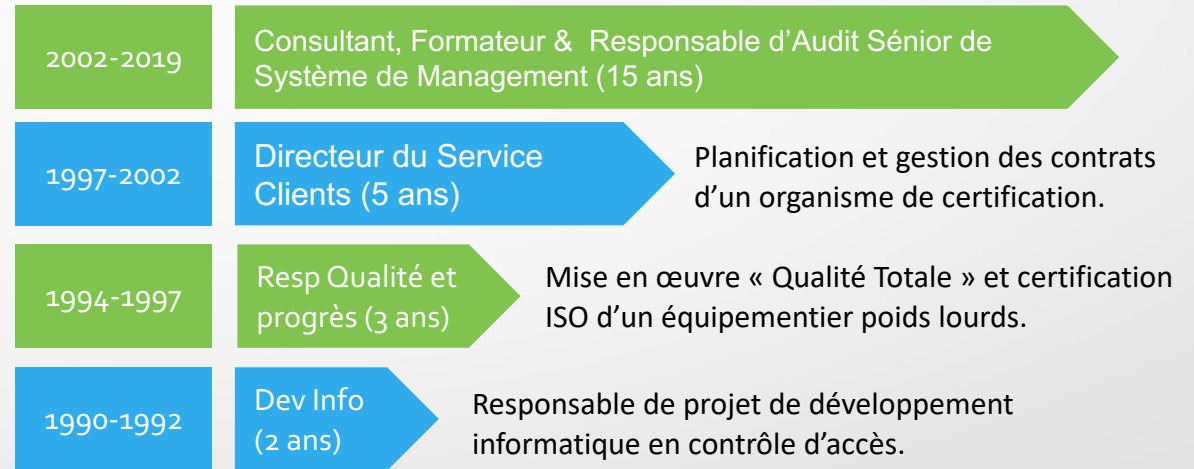 2002-2019
Consultant, Formateur & Responsable d’Audit Sénior de
Système de Management (15 ans)
1997-2002
Directeur du Service
Clients (5 ans)
Planification et gestion des contrats
d’un organisme de certification.
1994-1997
Resp Qualité et
progrès (3 ans)
Mise en œuvre « Qualité Totale » et certification
ISO d’un équipementier poids lourds.
1990-1992
Dev Info
(2 ans)
Responsable de projet de développement
informatique en contrôle d’accès.